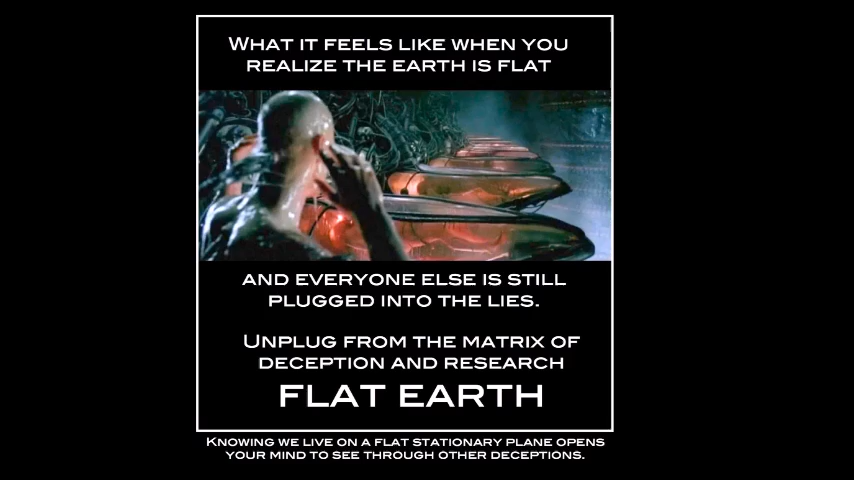 What it feels like when you
realize the earth is flat
and everyone else is still
plugged into the lies.
Unplug from the matrix of
deception and research
FLAT EARTH
Knowing we live on a flat stationary plane opens
your mind to see through other deceptions.